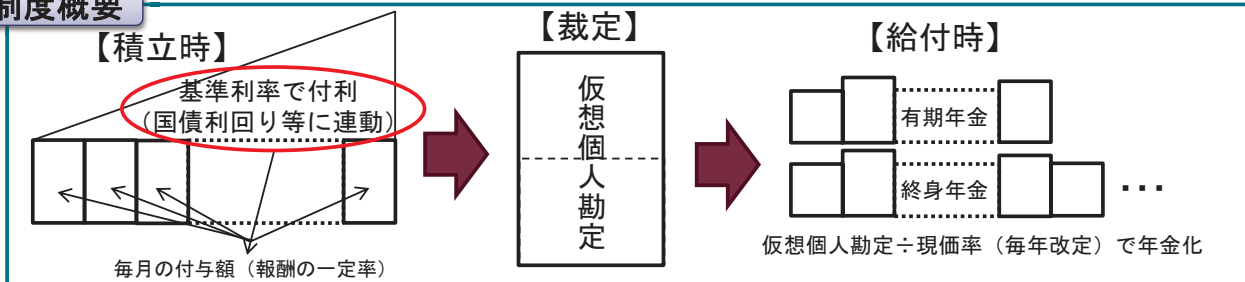 制度概要
【積立時】
基準利率で付利
（国債利回り等に連動）
毎月の付与額（報酬の一定率）
【裁定】
仮想個人勘定
【給付時】
有期年金
終身年金
･･･
仮想個人勘定÷現価率（毎年改定）で年金化